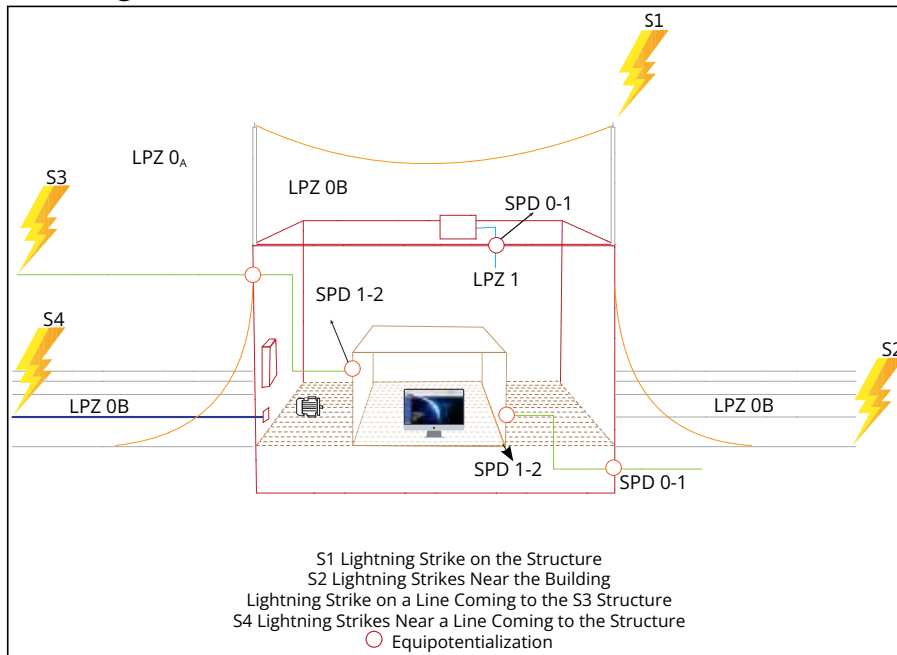 S1
LPZ 0A
S3
LPZ 0B
SPD 0-1
LPZ 1
SPD 1-2
S4
S2
LPZ 0B
LPZ 0B
SPD 1-2
SPD 0-1
S1 Lightning Strike on the Structure
S2 Lightning Strikes Near the Building
Lightning Strike on a Line Coming to the S3 Structure
S4 Lightning Strikes Near a Line Coming to the Structure
Equipotentialization